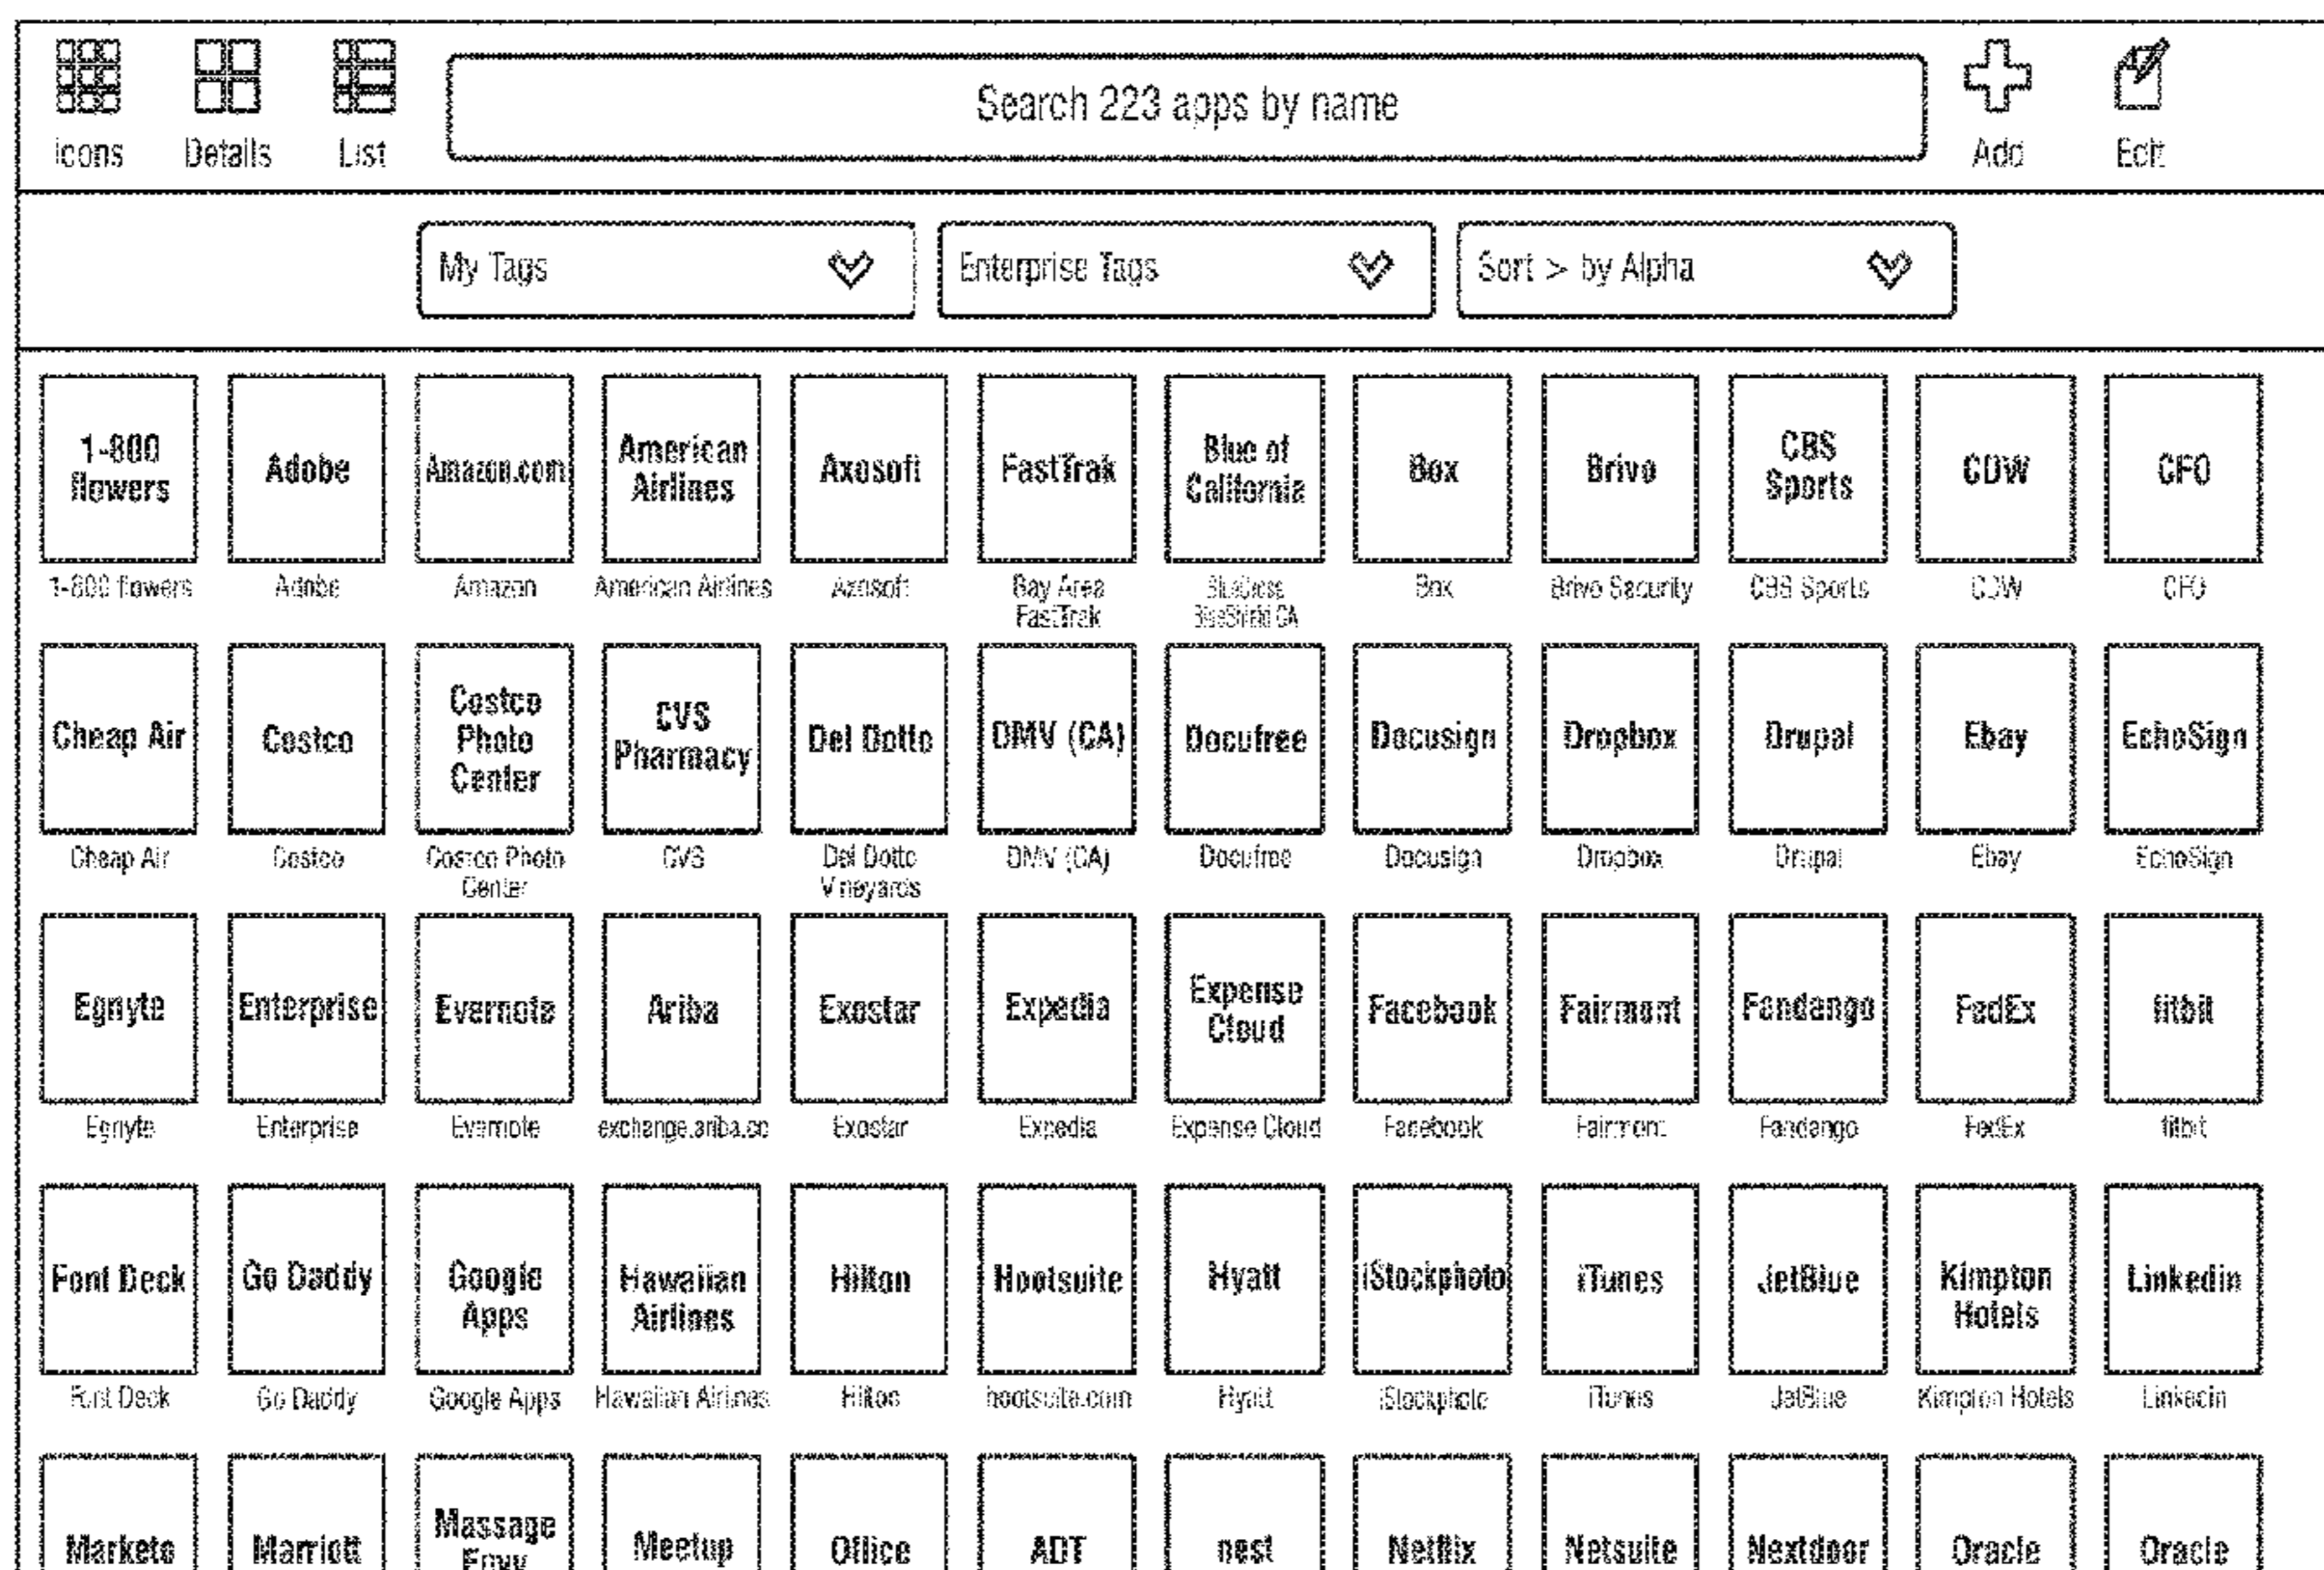 icons Details List Search 223 apps by name Add Edit
My Tags Enterprise Tags Sort > by Alpha
1-800 flowers Adobe Amazon.com American Airlines Axosoft FastTrak Blue of California Box Brivo CBS Sports CDW CFO
1-800 flowers Adobe Amazon American Airlines Axosoft Bay Area FastTrak BlueCross BlueShield CA Box Brivo Security CBS Sports CDW CFO
Cheap Air Costco Costco Photo Center CVS Pharmacy Del Dotto DMV (CA) Docufree Docusign Dropbox Drupal Ebay EchoSign
Cheap Air Costco Costco Photo Center CVS Del Dotto Vineyards DMV (CA) Docufree Docusign Dropbox Drupal Ebay EchoSign
Egnyte Enterprise Evernote Ariba Exostar Expedia Expense Cloud Facebook Fairmont Fandango FedEx fitbit
Egnyte Enterprise Evernote exchange.ariba.co Exostar Expedia Expense Cloud Facebook Fairmont Fandango FedEx fitbit
Font Deck Go Daddy Google Apps Hawaiian Airlines Hilton Hootsuite Hyatt iStockphoto iTunes JetBlue Kimpton Hotels Linkedin
Font Deck Go Daddy Google Apps Hawaiian Airlines Hilton hootsuite.com Hyatt iStockphoto iTunes JetBlue Kimpton Hotels Linkedin
Marketo Marriott Massage Envy Meetup Office ADT nest Netflix Netsuite Nextdoor Oracle Oracle